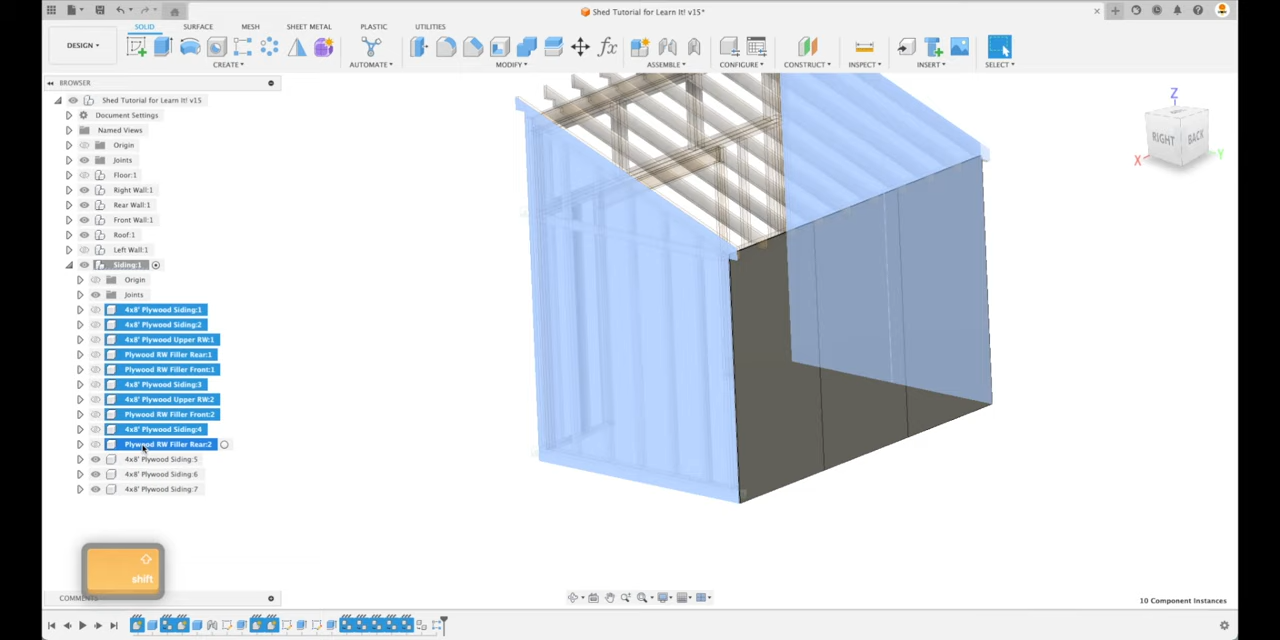 Shed Tutorial for Learn It! v15*
DESIGN
SOLID SURFACE MESH SHEET METAL PLASTIC UTILITIES
CREATE AUTOMATE MODIFY ASSEMBLE CONFIGURE CONSTRUCT INSPECT INSERT SELECT
fx
BROWSER
Shed Tutorial for Learn It! v15
Document Settings
Named Views
Origin
Joints
Floor:1
Right Wall:1
Rear Wall:1
Front Wall:1
Roof:1
Left Wall:1
Siding:1
Origin
Joints
4x8' Plywood Siding:1
4x8' Plywood Siding:2
4x8' Plywood Upper RW:1
Plywood RW Filler Rear:1
Plywood RW Filler Front:1
4x8' Plywood Siding:3
4x8' Plywood Upper RW:2
Plywood RW Filler Front:2
4x8' Plywood Siding:4
Plywood RW Filler Rear:2
4x8' Plywood Siding:5
4x8' Plywood Siding:6
4x8' Plywood Siding:7
Z
RIGHT BACK
X Y
shift
COMMENTS
10 Component Instances